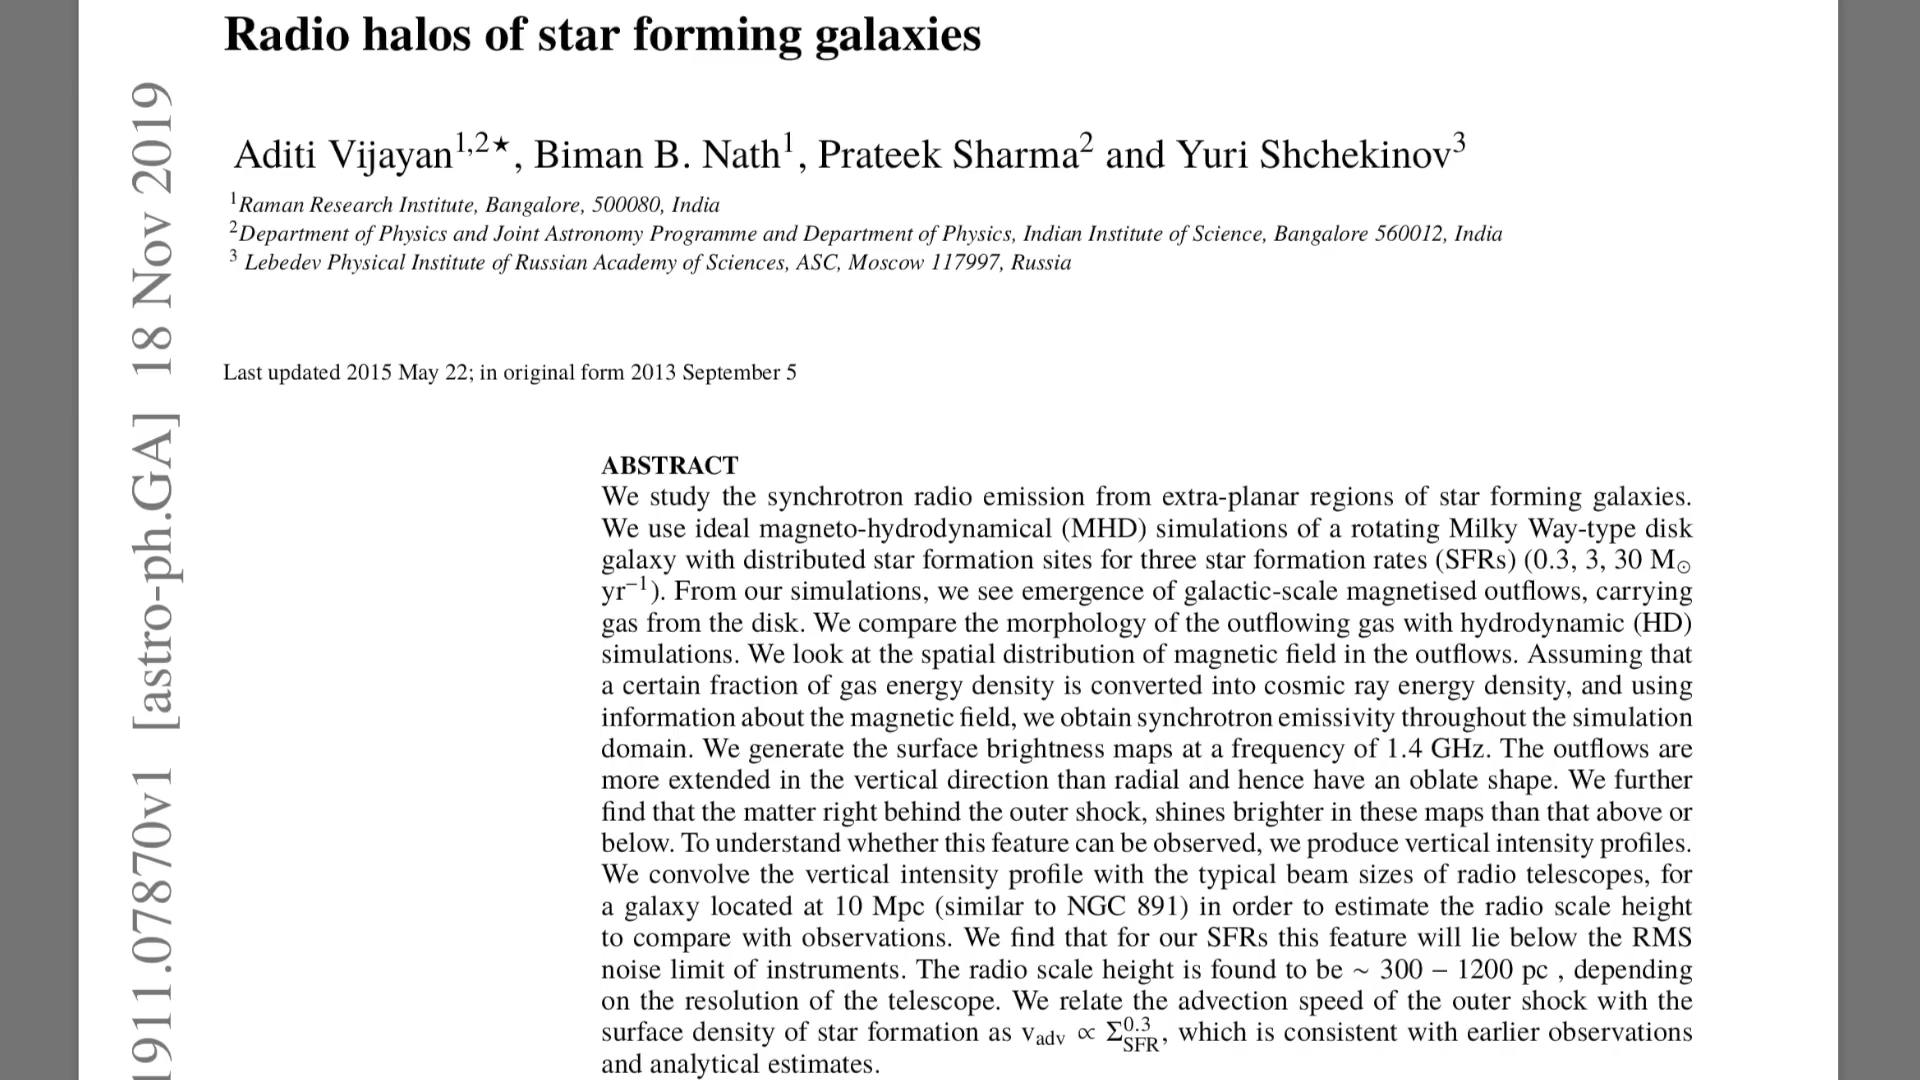 Radio halos of star forming galaxies
Aditi Vijayan1,2★, Biman B. Nath1, Prateek Sharma2 and Yuri Shchekinov3
1Raman Research Institute, Bangalore, 500080, India
2Department of Physics and Joint Astronomy Programme and Department of Physics, Indian Institute of Science, Bangalore 560012, India
3 Lebedev Physical Institute of Russian Academy of Sciences, ASC, Moscow 117997, Russia
Last updated 2015 May 22; in original form 2013 September 5
ABSTRACT
We study the synchrotron radio emission from extra-planar regions of star forming galaxies.
We use ideal magneto-hydrodynamical (MHD) simulations of a rotating Milky Way-type disk
galaxy with distributed star formation sites for three star formation rates (SFRs) (0.3, 3, 30 M⊙
yr−1). From our simulations, we see emergence of galactic-scale magnetised outflows, carrying
gas from the disk. We compare the morphology of the outflowing gas with hydrodynamic (HD)
simulations. We look at the spatial distribution of magnetic field in the outflows. Assuming that
a certain fraction of gas energy density is converted into cosmic ray energy density, and using
information about the magnetic field, we obtain synchrotron emissivity throughout the simulation
domain. We generate the surface brightness maps at a frequency of 1.4 GHz. The outflows are
more extended in the vertical direction than radial and hence have an oblate shape. We further
find that the matter right behind the outer shock, shines brighter in these maps than that above or
below. To understand whether this feature can be observed, we produce vertical intensity profiles.
We convolve the vertical intensity profile with the typical beam sizes of radio telescopes, for
a galaxy located at 10 Mpc (similar to NGC 891) in order to estimate the radio scale height
to compare with observations. We find that for our SFRs this feature will lie below the RMS
noise limit of instruments. The radio scale height is found to be ~ 300 − 1200 pc , depending
on the resolution of the telescope. We relate the advection speed of the outer shock with the
surface density of star formation as vadv ∝ Σ0.3SFR, which is consistent with earlier observations
and analytical estimates.
1911.07870v1 [astro-ph.GA] 18 Nov 2019